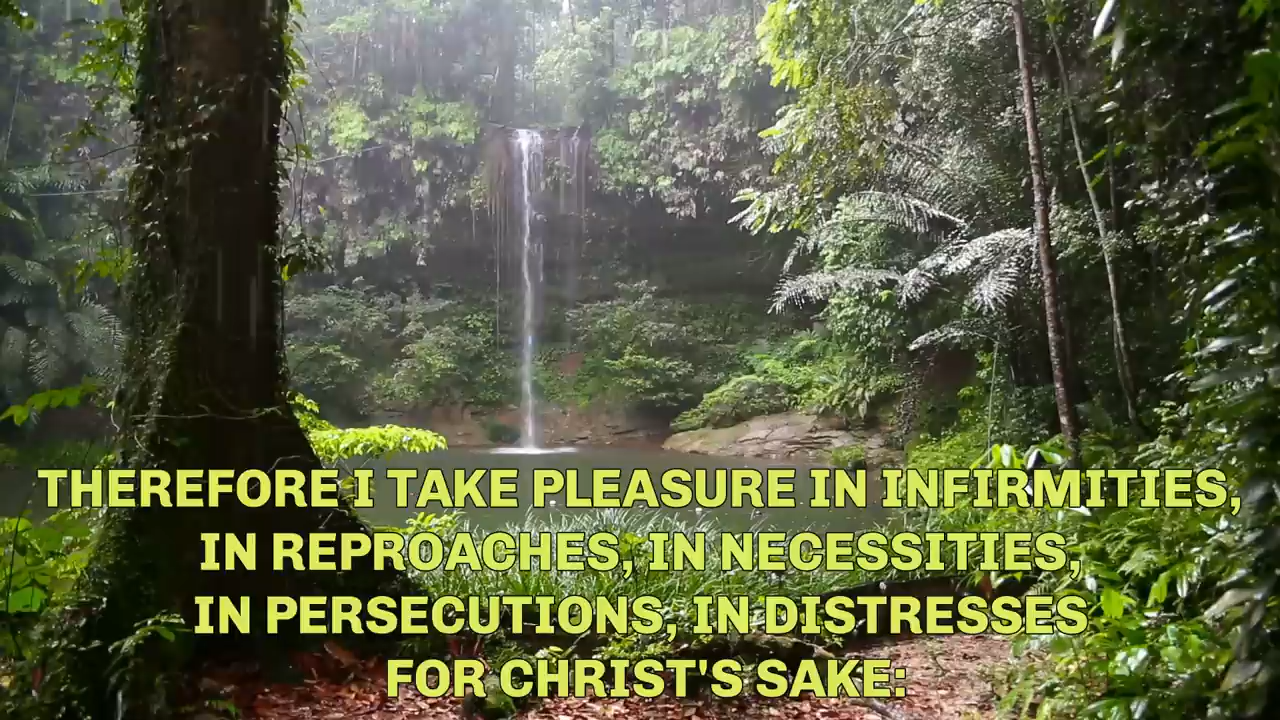 THEREFORE I TAKE PLEASURE IN INFIRMITIES,
IN REPROACHES, IN NECESSITIES,
IN PERSECUTIONS, IN DISTRESSES
FOR CHRIST'S SAKE: